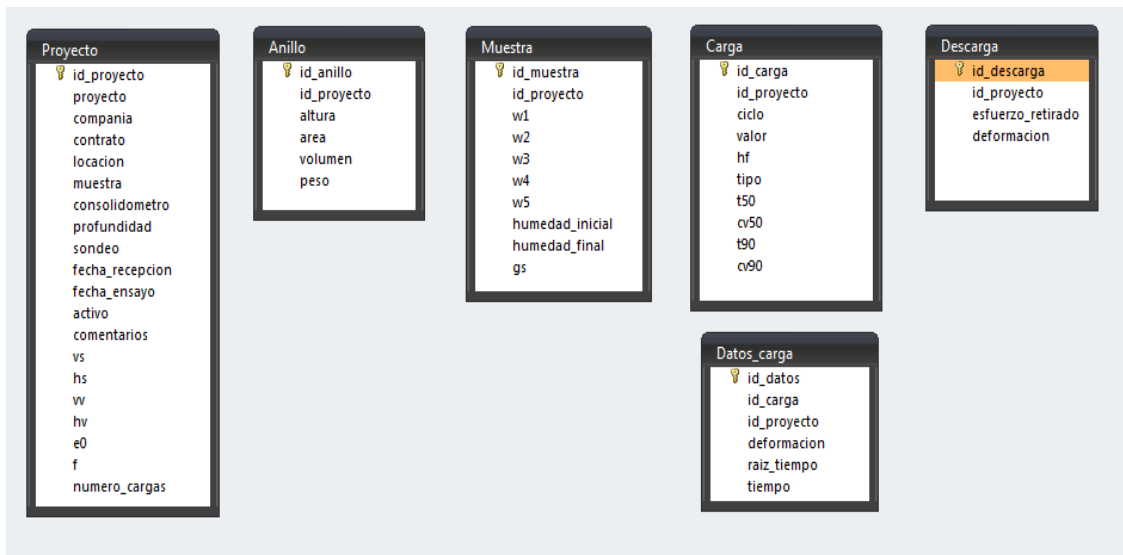 Proyecto
id_proyecto
proyecto
compania
contrato
locacion
muestra
consolidometro
profundidad
sondeo
fecha_recepcion
fecha_ensayo
activo
comentarios
vs
hs
vv
hv
e0
f
numero_cargas
Anillo
id_anillo
id_proyecto
altura
area
volumen
peso
Muestra
id_muestra
id_proyecto
w1
w2
w3
w4
w5
humedad_inicial
humedad_final
gs
Carga
id_carga
id_proyecto
ciclo
valor
hf
tipo
t50
cv50
t90
cv90
Datos_carga
id_datos
id_carga
id_proyecto
deformacion
raiz_tiempo
tiempo
Descarga
id_descarga
id_proyecto
esfuerzo_retirado
deformacion